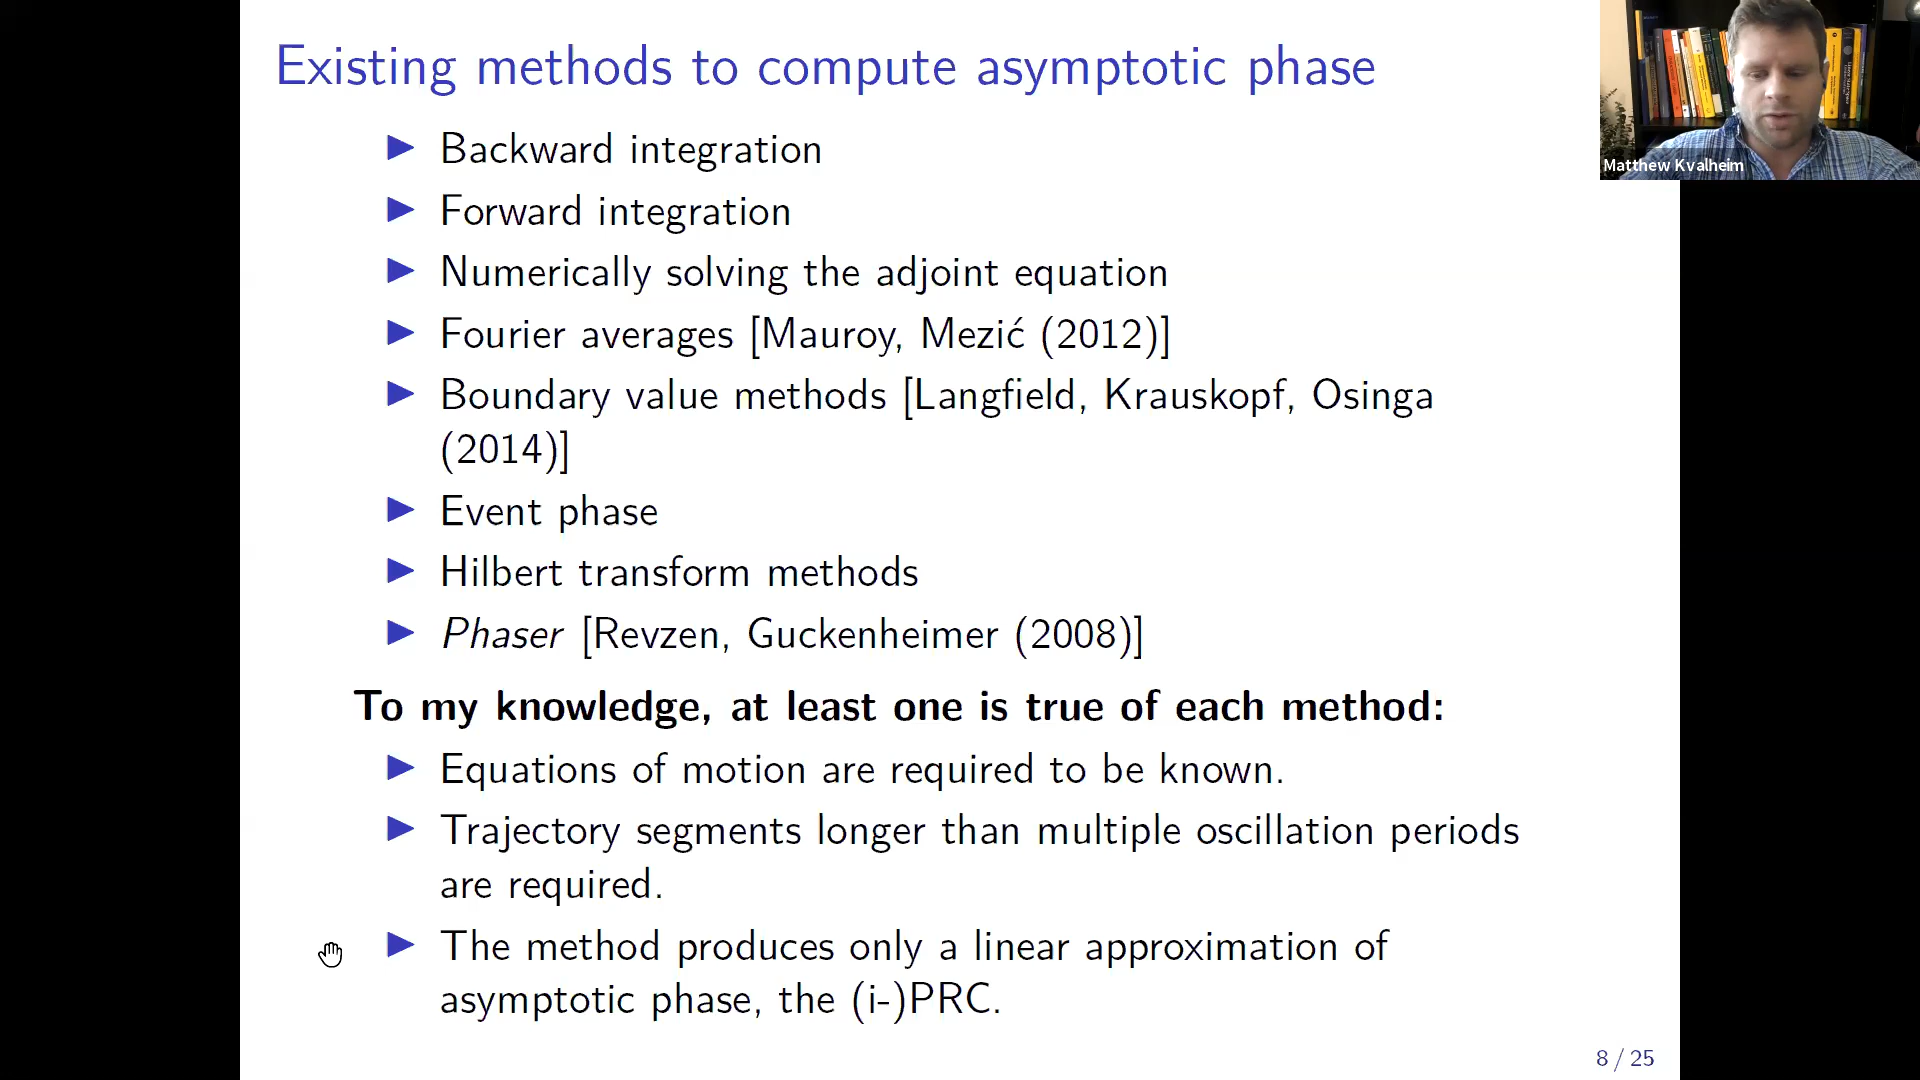 Existing methods to compute asymptotic phase
Matthew Kvalheim
▶ Backward integration
▶ Forward integration
▶ Numerically solving the adjoint equation
▶ Fourier averages [Mauroy, Mezić (2012)]
▶ Boundary value methods [Langfield, Krauskopf, Osinga
(2014)]
▶ Event phase
▶ Hilbert transform methods
▶ Phaser [Revzen, Guckenheimer (2008)]
To my knowledge, at least one is true of each method:
▶ Equations of motion are required to be known.
▶ Trajectory segments longer than multiple oscillation periods
are required.
▶ The method produces only a linear approximation of
asymptotic phase, the (i-)PRC.
8 / 25